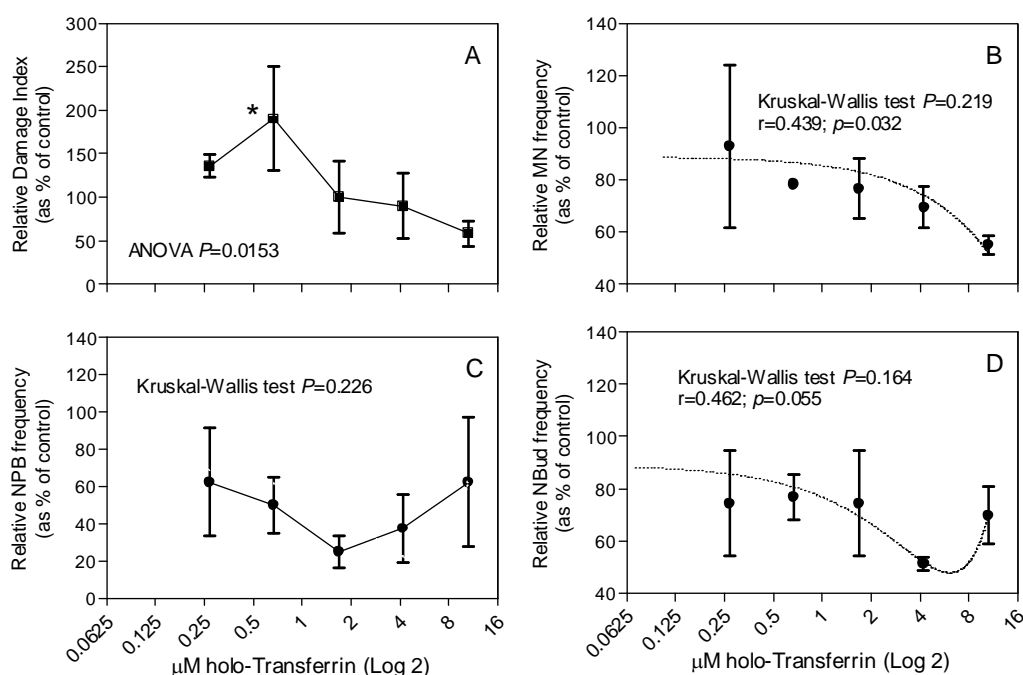 A
Relative Damage Index
(as % of control)
300
250
200
150
100
50
0
*
ANOVA P=0.0153
B
Relative MN frequency
(as % of control)
140
120
100
80
60
40
Kruskal-Wallis test P=0.219
r=0.439; p=0.032
C
Relative NPB frequency
(as % of control)
140
120
100
80
60
40
20
0
Kruskal-Wallis test P=0.226
0.0625
0.125
0.25
0.5
1
2
4
8
16
μM holo-Transferrin (Log 2)
D
Relative NBud frequency
(as % of control)
140
120
100
80
60
40
Kruskal-Wallis test P=0.164
r=0.462; p=0.055
0.0625
0.125
0.25
0.5
1
2
4
8
16
μM holo-Transferrin (Log 2)